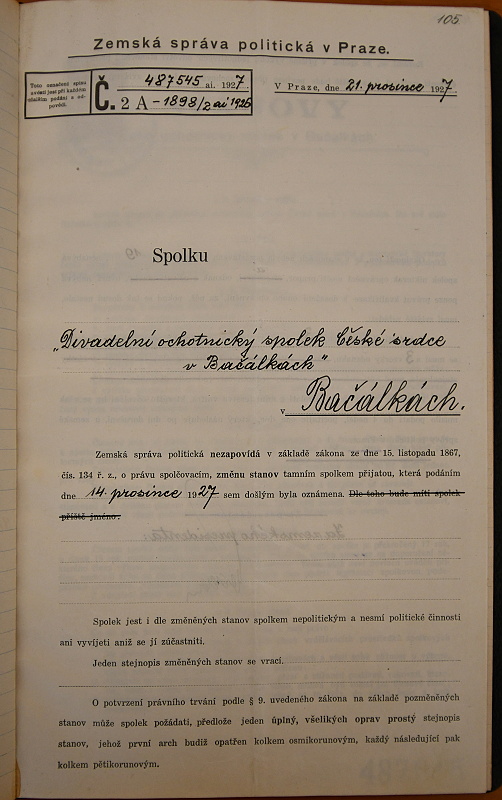 105
Zemská správa politická v Praze.
Toto označení spisu
uvésti jest při každém
dalším podání a od-
povědi.
Č. 487545 ai. 1927
2 A – 1898/2 ai 1926
V Praze, dne 21. prosince 1927
Spolku
„Divadelní ochotnický spolek České srdce
v Bačálkách"
v Bačálkách.
Zemská správa politická nezapovídá v základě zákona ze dne 15. listopadu 1867,
čís. 134 ř. z., o právu spolčovacím, změnu stanov tamním spolkem přijatou, která podáním
dne 14. prosince 1927 sem došlým byla oznámena. Dle toho bude míti spolek
příště jméno:
Spolek jest i dle změněných stanov spolkem nepolitickým a nesmí politické činnosti
ani vyvíjeti aniž se jí zúčastniti.
Jeden stejnopis změněných stanov se vrací.
O potvrzení právního trvání podle § 9. uvedeného zákona na základě pozměněných
stanov může spolek požádati, předlože jeden úplný, všelikých oprav prostý stejnopis
stanov, jehož první arch budiž opatřen kolkem osmikorunovým, každý následující pak
kolkem pětikorunovým.